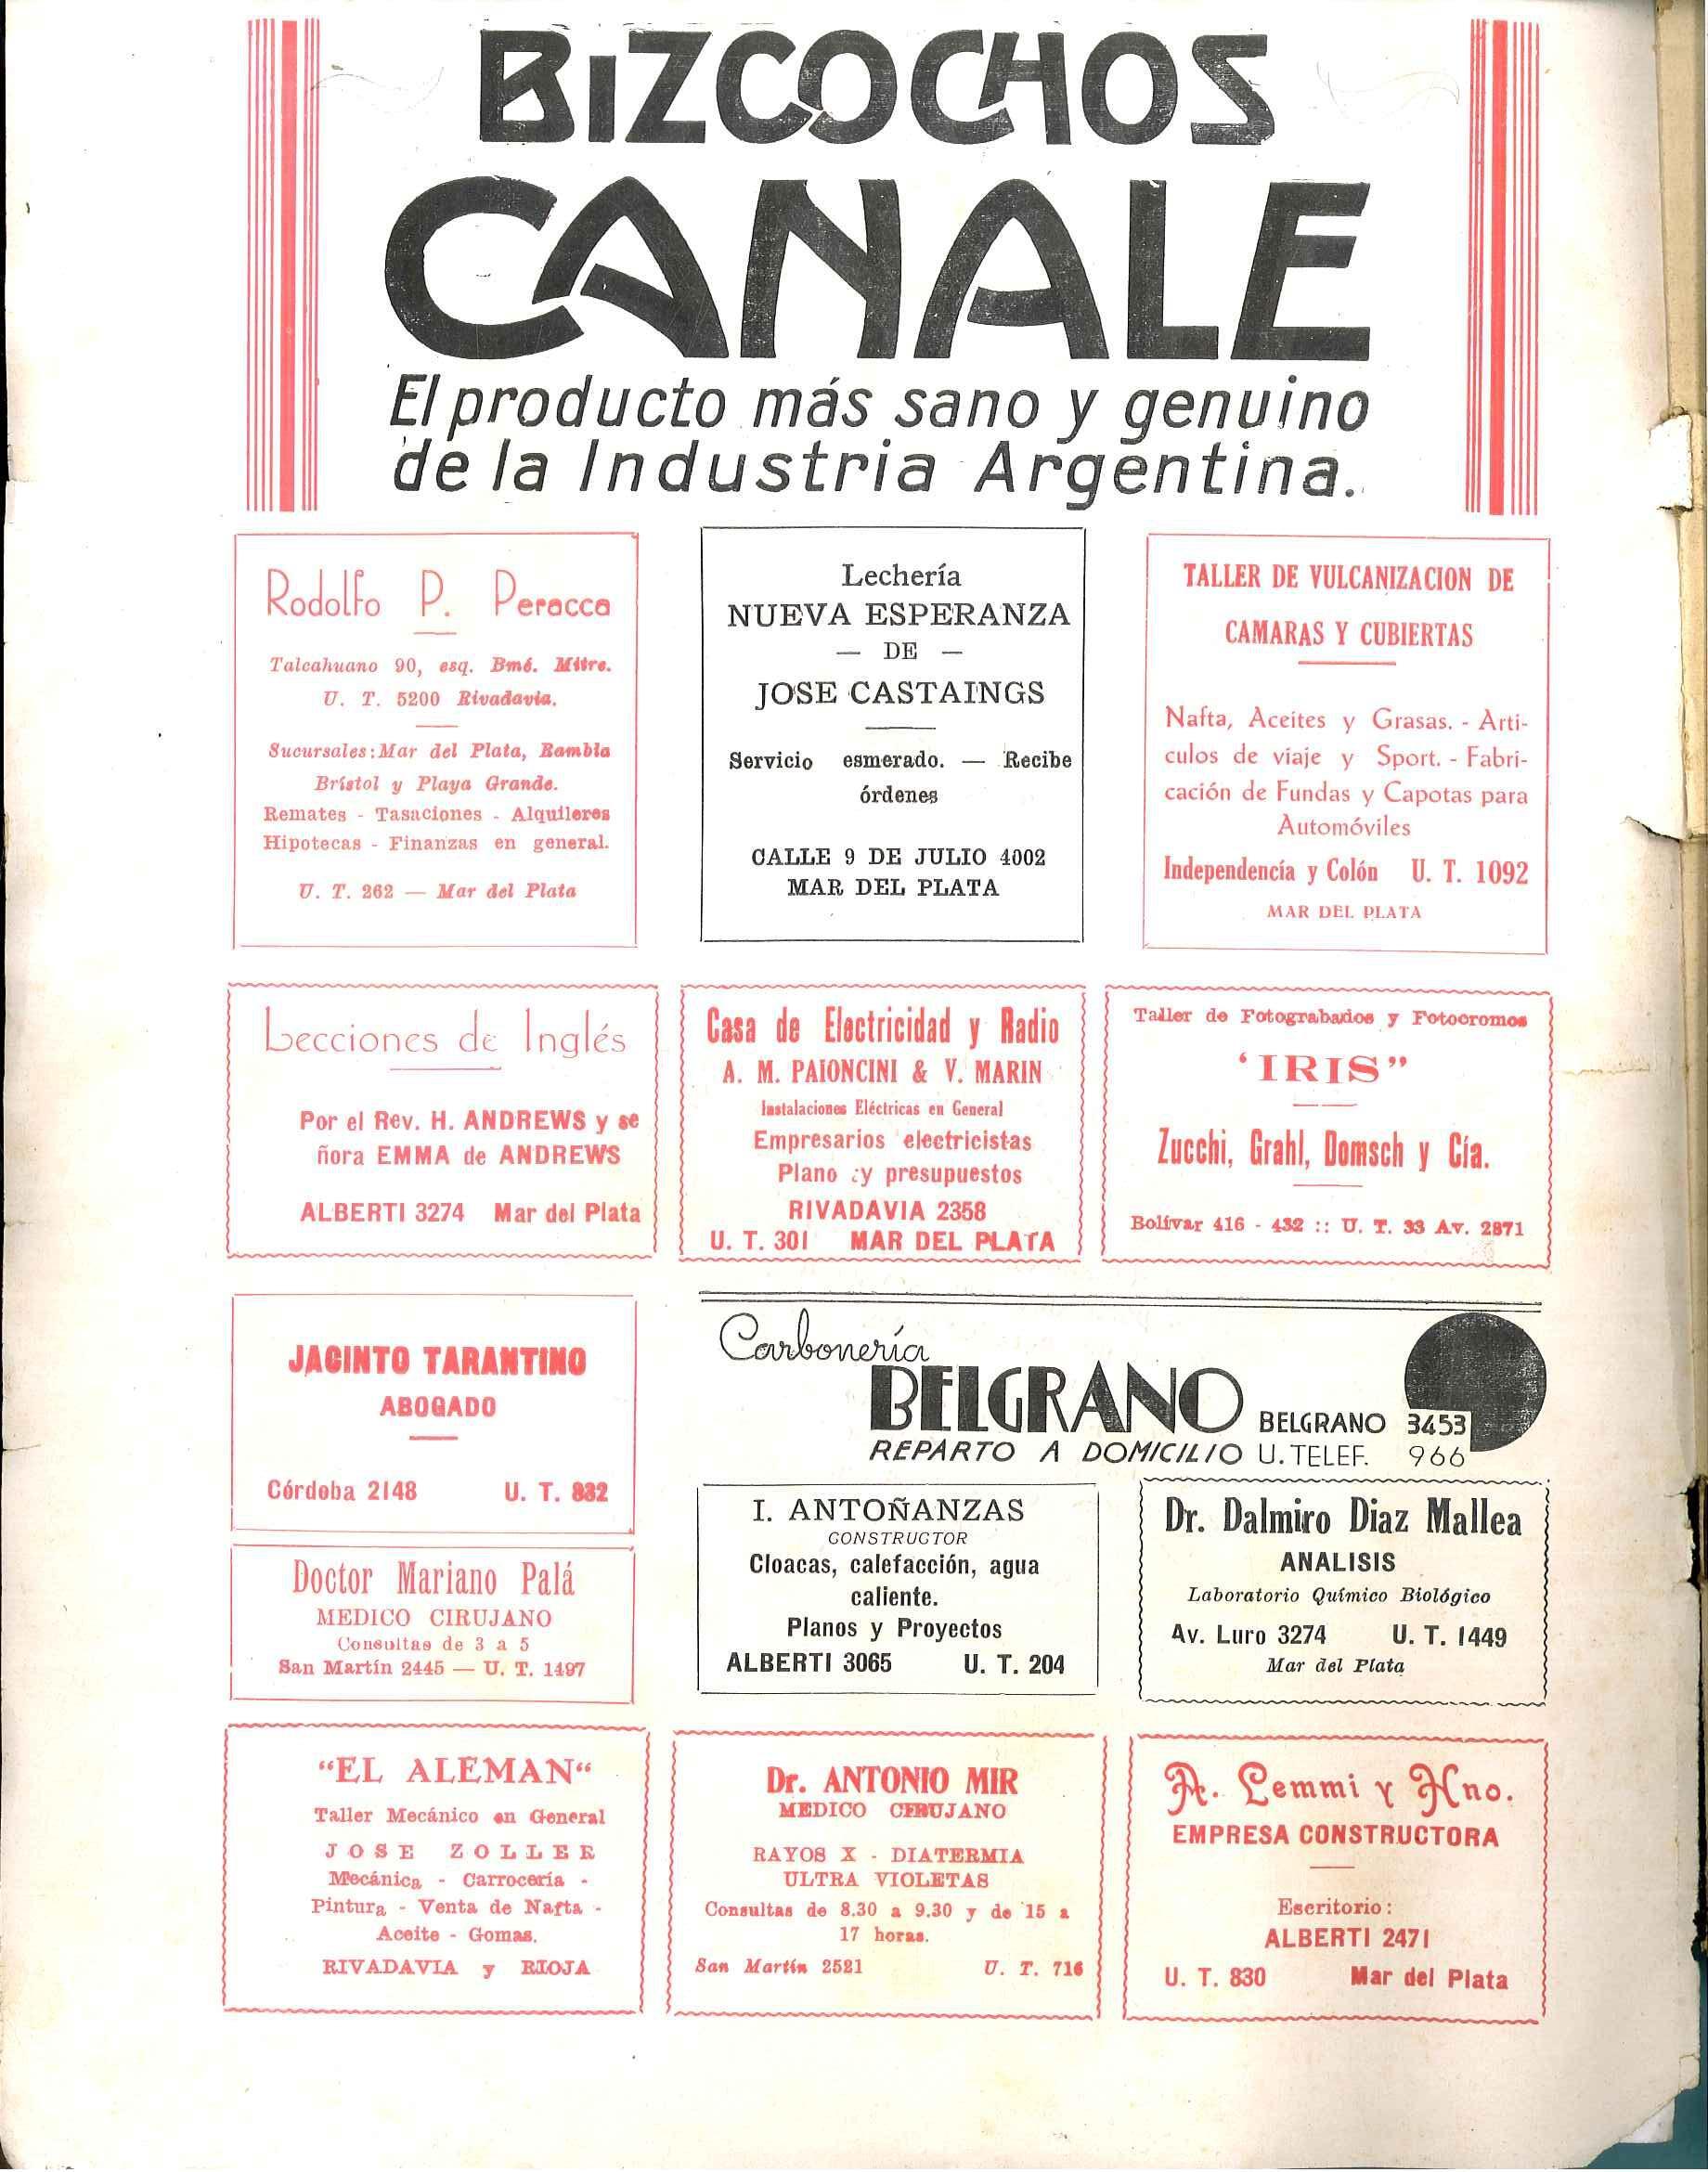 BIZCOCHOS
CANALE
El producto más sano y genuino
de la Industria Argentina.
Rodolfo P. Peracca
Talcahuano 90, esq. Bmé. Mitre.
U. T. 5200 Rivadavia.
Sucursales: Mar del Plata, Rambla
Bristol y Playa Grande.
Remates - Tasaciones - Alquileres
Hipotecas - Finanzas en general.
U. T. 262 — Mar del Plata
Lechería
NUEVA ESPERANZA
— DE —
JOSE CASTAINGS
Servicio esmerado. — Recibe
órdenes
CALLE 9 DE JULIO 4002
MAR DEL PLATA
TALLER DE VULCANIZACION DE
CAMARAS Y CUBIERTAS
Nafta, Aceites y Grasas. - Arti-
culos de viaje y Sport. - Fabri-
cación de Fundas y Capotas para
Automóviles
Independencía y Colón U. T. 1092
MAR DEL PLATA
Lecciones de Inglés
Por el Rev. H. ANDREWS y se
ñora EMMA de ANDREWS
ALBERTI 3274 Mar del Plata
Casa de Electricidad y Radio
A. M. PAIONCINI & V. MARIN
Instalaciones Eléctricas en General
Empresarios electricistas
Plano :y presupuestos
RIVADAVIA 2358
U. T. 301 MAR DEL PLATA
Taller de Fotograbados y Fotocromos
‘IRIS”
Zucchi, Grahl, Domsch y Cía.
Bolívar 416 - 432 :: U. T. 33 Av. 2871
JACINTO TARANTINO
ABOGADO
Córdoba 2148 U. T. 832
Carbonería
BELGRANO BELGRANO 3453
REPARTO A DOMICILIO U. TELEF. 966
Doctor Mariano Palá
MEDICO CIRUJANO
Consultas de 3 a 5
San Martín 2445 — U. T. 1497
I. ANTOÑANZAS
CONSTRUCTOR
Cloacas, calefacción, agua
caliente.
Planos y Proyectos
ALBERTI 3065 U. T. 204
Dr. Dalmiro Diaz Mallea
ANALISIS
Laboratorio Químico Biológico
Av. Luro 3274 U. T. 1449
Mar del Plata
“EL ALEMAN“
Taller Mecánico en General
JOSE ZOLLER
Mecánica - Carrocería -
Pintura - Venta de Nafta -
Aceite - Gomas.
RIVADAVIA y RIOJA
Dr. ANTONIO MIR
MEDICO CIRUJANO
RAYOS X - DIATERMIA
ULTRA VIOLETAS
Consultas de 8.30 a 9.30 y de 15 a
17 horas.
San Martín 2521 U. T. 716
A. Lemmi y Hno.
EMPRESA CONSTRUCTORA
Escritorio:
ALBERTI 2471
U. T. 830 Mar del Plata